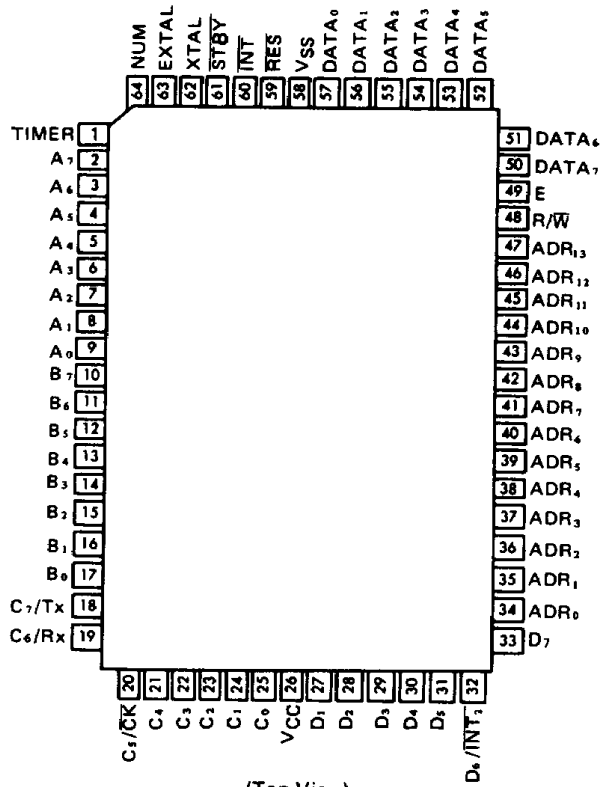 NUM
EXTAL
XTAL
S̅T̅B̅Y̅
I̅N̅T̅
R̅E̅S̅
VSS
DATA₀
DATA₁
DATA₂
DATA₃
DATA₄
DATA₅
64 63 62 61 60 59 58 57 56 55 54 53 52
TIMER 1
A₇ 2
A₆ 3
A₅ 4
A₄ 5
A₃ 6
A₂ 7
A₁ 8
A₀ 9
B₇ 10
B₆ 11
B₅ 12
B₄ 13
B₃ 14
B₂ 15
B₁ 16
B₀ 17
C₇/Tx 18
C₆/Rx 19
51 DATA₆
50 DATA₇
49 E
48 R/W̅
47 ADR₁₃
46 ADR₁₂
45 ADR₁₁
44 ADR₁₀
43 ADR₉
42 ADR₈
41 ADR₇
40 ADR₆
39 ADR₅
38 ADR₄
37 ADR₃
36 ADR₂
35 ADR₁
34 ADR₀
33 D₇
20 21 22 23 24 25 26 27 28 29 30 31 32
C₅/C̅K̅
C₄
C₃
C₂
C₁
C₀
VCC
D₁
D₂
D₃
D₄
D₅
D₆/I̅N̅T̅₂